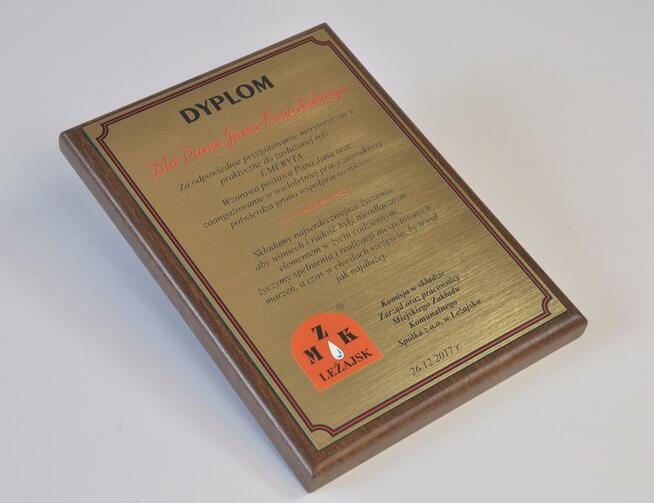 DYPLOM
Dla Pana Jana Kowalskiego
Za odpowiednie przygotowanie merytoryczne i
praktyczne do zasłużonej roli
EMERYTA.
Wzorowa postawa Pana Jana oraz
zaangażowanie w wieloletniej pracy zawodowej
potwierdza grono współpracowników.
Składamy najserdeczniejsze życzenia,
aby uśmiech i radość były nieodłącznym
elementem w życiu codziennym,
życzymy spełnienia i realizacji niespełnionych
marzeń, a czas w chwilach szczęścia, by trwał
jak najdłużej.
Komisja w składzie
Zarząd oraz pracownicy
Miejskiego Zakładu
Komunalnego
Spółka z o.o. w Leżajsku
26.12.2017 r.
®
Z
M K
LEŻAJSK